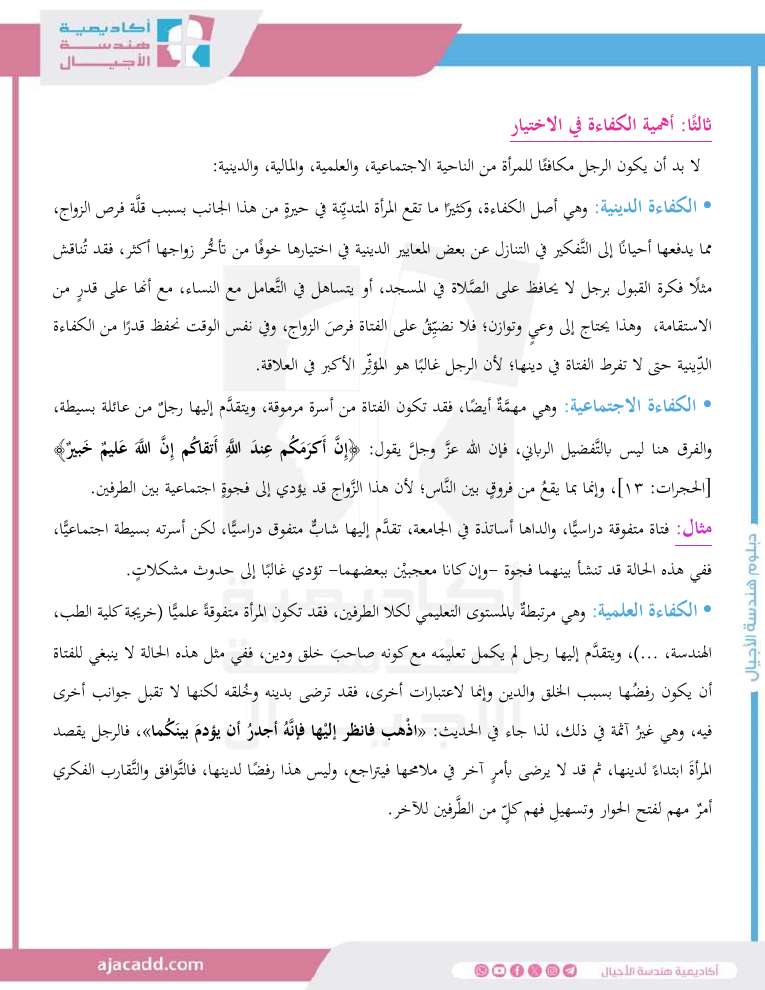 أكاديمية
هندسة
الأجيال
ثالثًا: أهمية الكفاءة في الاختيار
لا بد أن يكون الرجل مكافئًا للمرأة من الناحية الاجتماعية، والعلمية، والمالية، والدينية:
• الكفاءة الدينية: وهي أصل الكفاءة، وكثيرًا ما تقع المرأة المتديّنة في حيرةٍ من هذا الجانب بسبب قلَّة فرص الزواج،
مما يدفعها أحيانًا إلى التَّفكير في التنازل عن بعض المعايير الدينية في اختيارها خوفًا من تأخُّر زواجها أكثر، فقد تُناقش
مثلًا فكرة القبول برجل لا يحافظ على الصَّلاة في المسجد، أو يتساهل في التَّعامل مع النساء، مع أنها على قدرٍ من
الاستقامة، وهذا يحتاج إلى وعيٍ وتوازن؛ فلا نضيِّقُ على الفتاة فرصَ الزواج، وفي نفس الوقت نحفظ قدرًا من الكفاءة
الدِّينية حتى لا تفرط الفتاة في دينها؛ لأن الرجل غالبًا هو المؤثِّر الأكبر في العلاقة.
• الكفاءة الاجتماعية: وهي مهمَّةٌ أيضًا، فقد تكون الفتاة من أسرة مرموقة، ويتقدَّم إليها رجلٌ من عائلة بسيطة،
والفرق هنا ليس بالتَّفضيل الرباني، فإن الله عزَّ وجلَّ يقول: ﴿إِنَّ أَكرَمَكُم عِندَ اللَّهِ أَتقاكُم إِنَّ اللَّهَ عَليمٌ خَبيرٌ﴾
[الحجرات: ١٣]، وإنما بما يقعُ من فروقٍ بين النَّاس؛ لأن هذا الزَّواج قد يؤدي إلى فجوةٍ اجتماعية بين الطرفين.
مثال: فتاة متفوقة دراسيًّا، والداها أساتذة في الجامعة، تقدَّم إليها شابٌّ متفوق دراسيًّا، لكن أسرته بسيطة اجتماعيًّا،
ففي هذه الحالة قد تنشأ بينهما فجوة –وإن كانا معجبيْن ببعضهما– تؤدي غالبًا إلى حدوث مشكلاتٍ.
• الكفاءة العلمية: وهي مرتبطةٌ بالمستوى التعليمي لكلا الطرفين، فقد تكون المرأة متفوقةً علميًّا (خريجة كلية الطب،
الهندسة، ...)، ويتقدَّم إليها رجل لم يكمل تعليمَه مع كونه صاحبَ خلق ودين، ففي مثل هذه الحالة لا ينبغي للفتاة
أن يكون رفضُها بسبب الخلق والدين وإنما لاعتبارات أخرى، فقد ترضى بدينه وخُلقه لكنها لا تقبل جوانب أخرى
فيه، وهي غيرُ آثمة في ذلك، لذا جاء في الحديث: «اذْهب فانظر إليْها فإنَّهُ أجدرُ أن يؤدمَ بينَكُما»، فالرجل يقصد
المرأةَ ابتداءً لدينها، ثم قد لا يرضى بأمرٍ آخر في ملامحها فيتراجع، وليس هذا رفضًا لدينها، فالتَّوافق والتَّقارب الفكري
أمرٌ مهم لفتح الحوار وتسهيلِ فهم كلٍّ من الطَّرفين للآخر.
دبلوم هندسة الأجيال
أكاديمية
هندسة
الأجيال
أكاديمية هندسة الأجيال
ajacadd.com